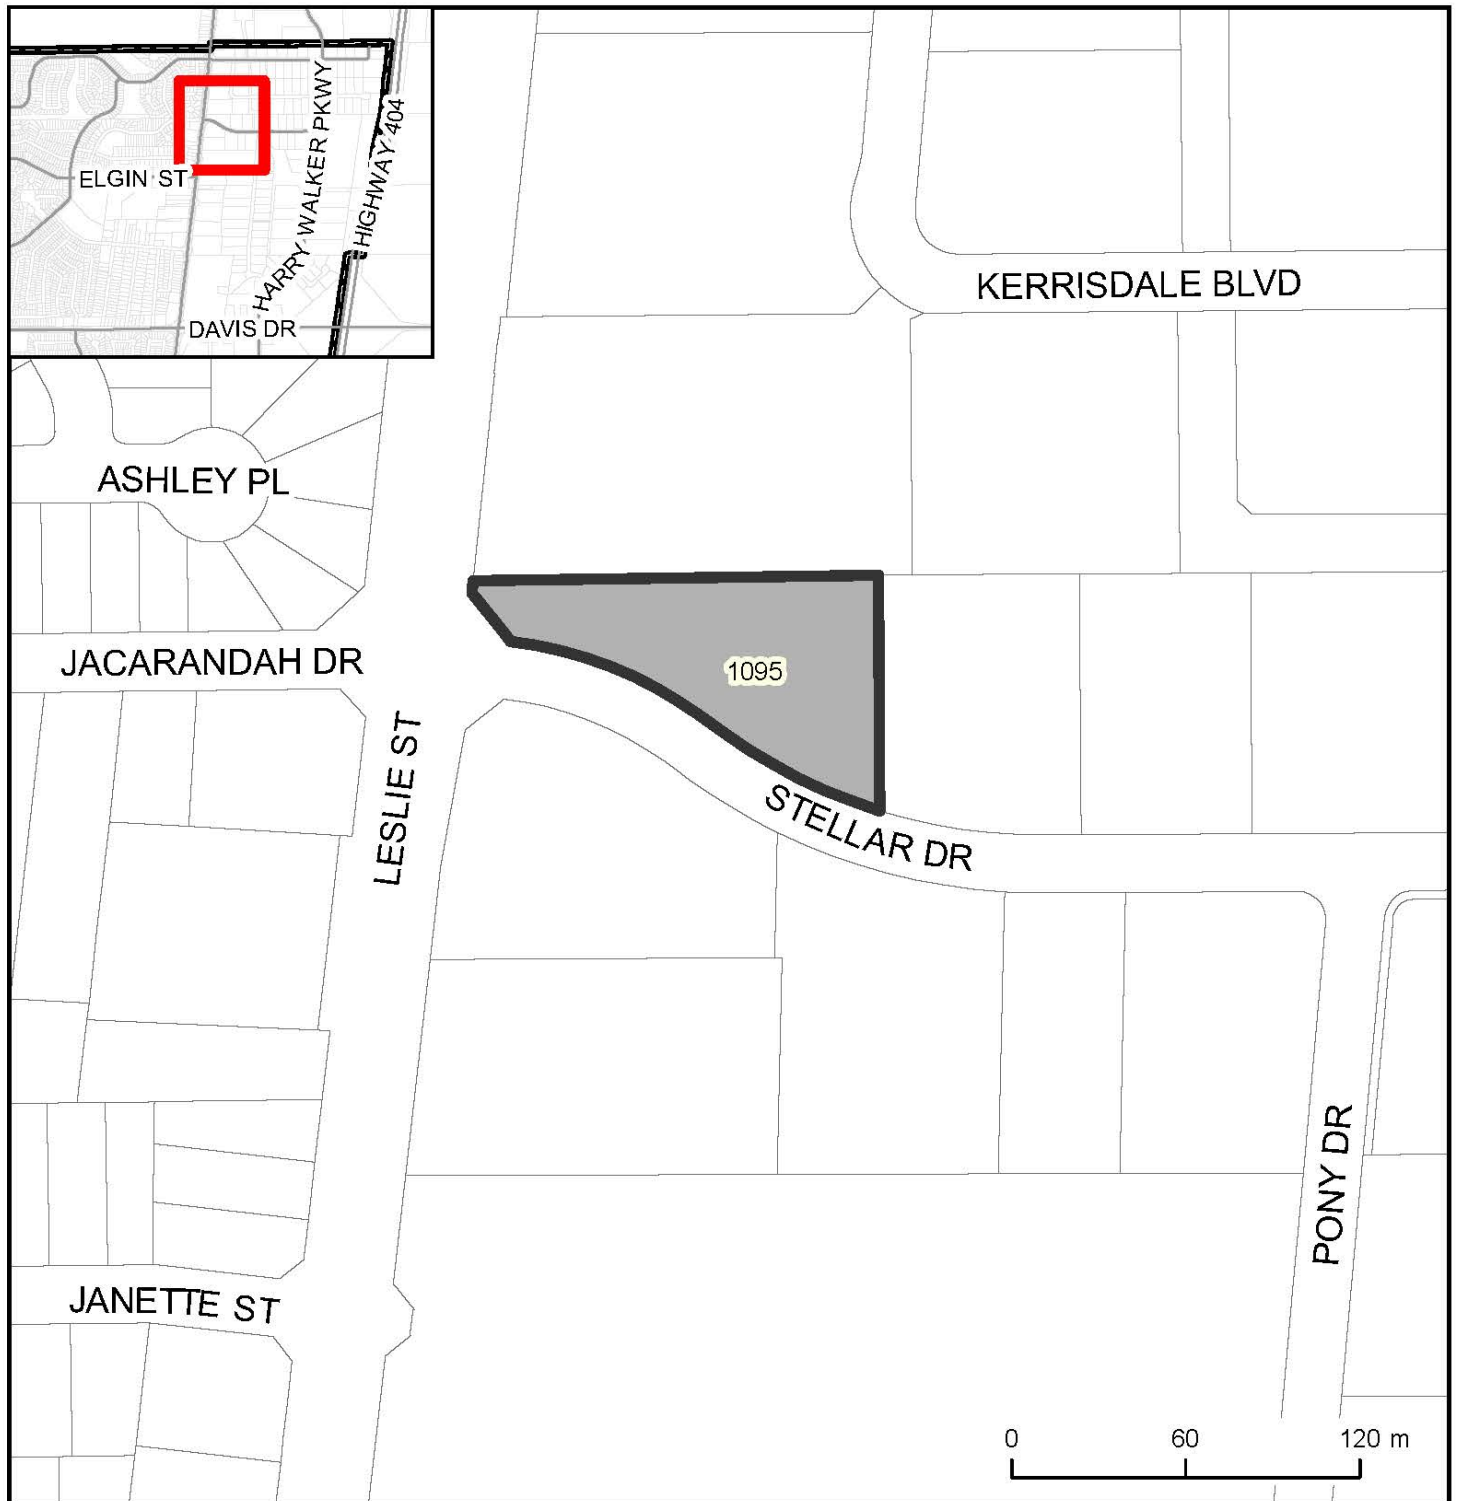 HARRY WALKER PKWY
HIGHWAY 404
ELGIN ST
DAVIS DR
KERRISDALE BLVD
ASHLEY PL
JACARANDAH DR
1095
LESLIE ST
STELLAR DR
PONY DR
JANETTE ST
0 60 120 m